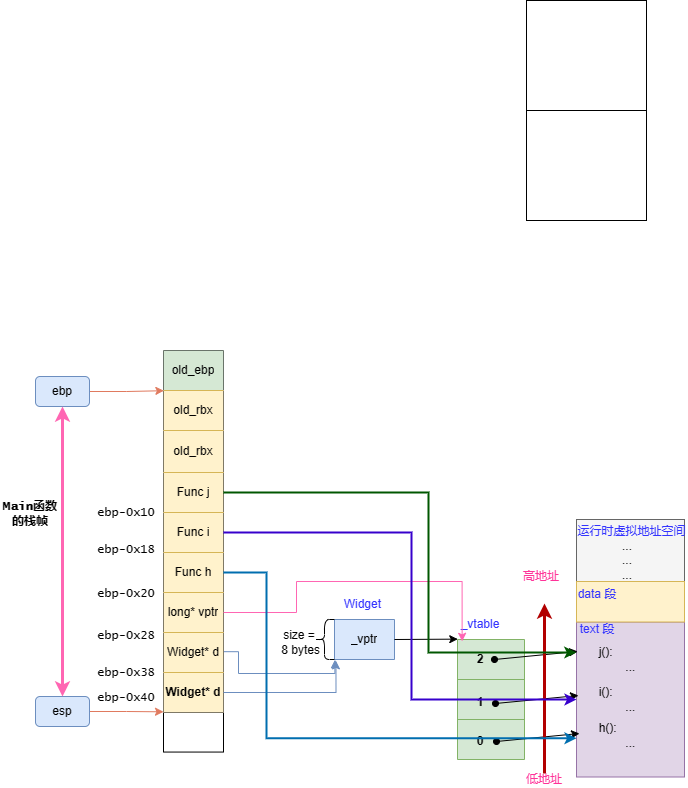 old_ebp
ebp
old_rbx
old_rbx
Main函数
的栈帧
Func j
ebp-0x10
Func i
ebp-0x18
Func h
ebp-0x20
long* vptr
ebp-0x28
Widget* d
ebp-0x38
Widget* d
ebp-0x40
esp
Widget
size =
8 bytes
_vptr
_vtable
2
1
0
高地址
低地址
运行时虚拟地址空间
...
...
...
data 段
text 段
j():
...
i():
...
h():
...